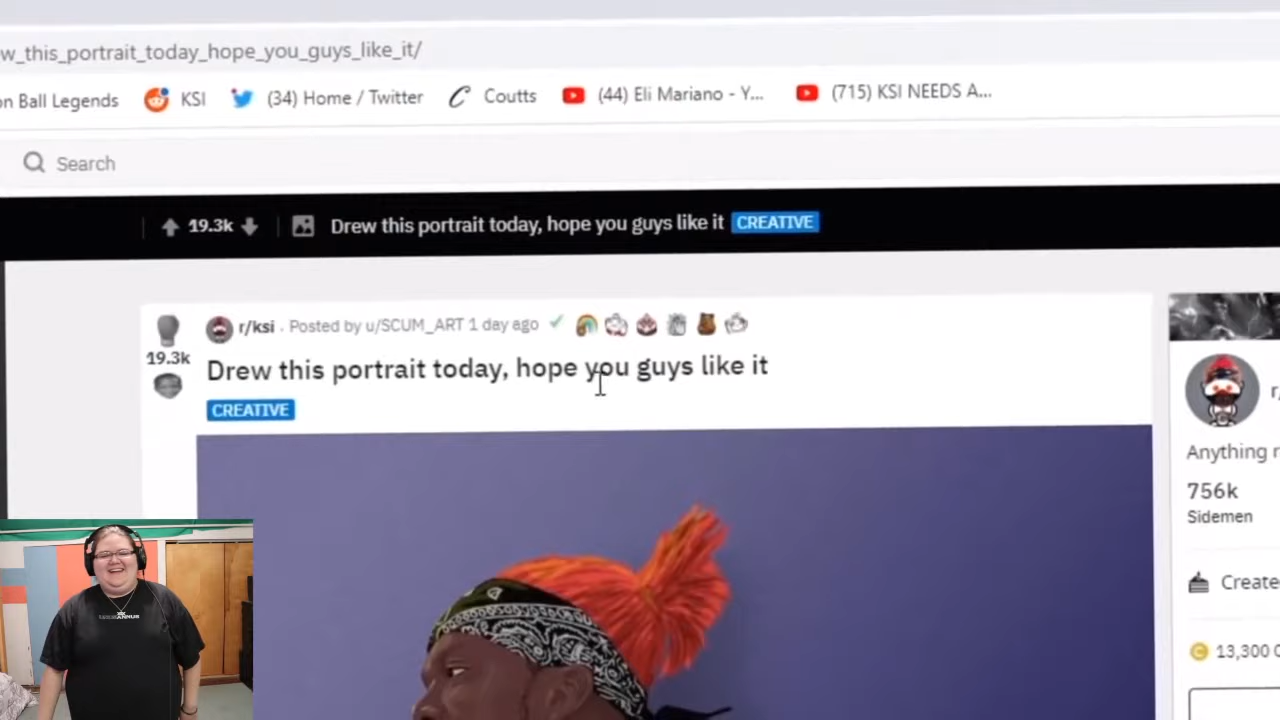 w_this_portrait_today_hope_you_guys_like_it/
on Ball Legends KSI (34) Home / Twitter Coutts (44) Eli Mariano - Y... (715) KSI NEEDS A...
Search
19.3k Drew this portrait today, hope you guys like it CREATIVE
r/ksi . Posted by u/SCUM_ART 1 day ago
19.3k
Drew this portrait today, hope you guys like it
CREATIVE
r/
Anything r
756k
Sidemen
Create
13,300 C